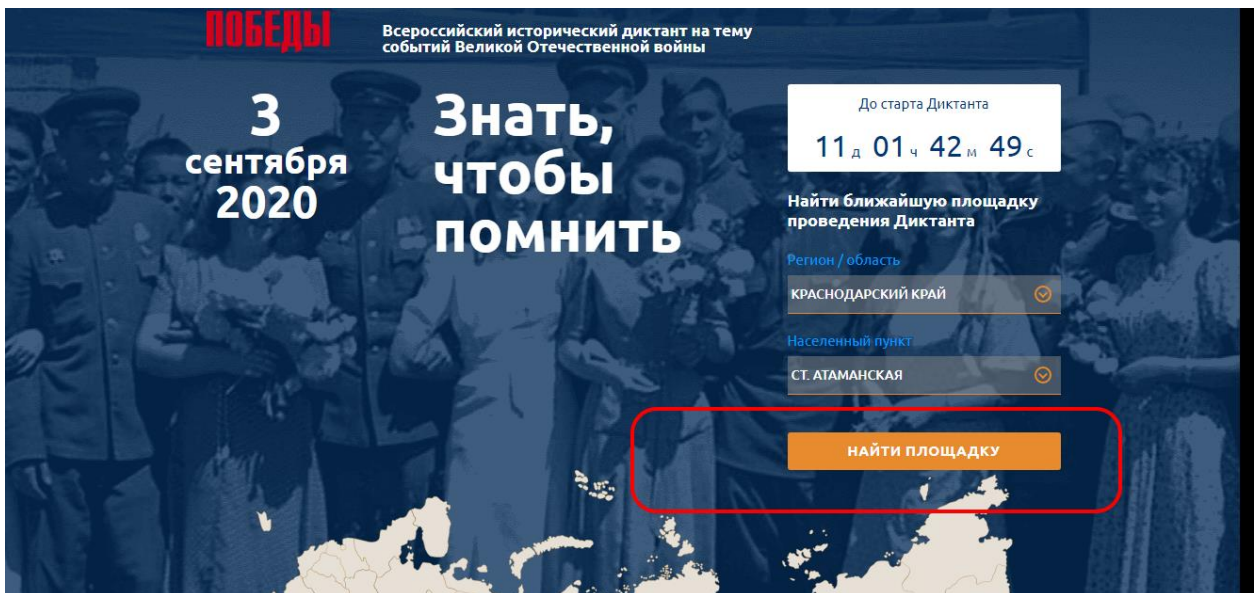 ПОБЕДЫ
Всероссийский исторический диктант на тему
событий Великой Отечественной войны
3
сентября
2020
Знать,
чтобы
помнить
До старта Диктанта
11 д 01 ч 42 м 49 с
Найти ближайшую площадку
проведения Диктанта
Регион / область
КРАСНОДАРСКИЙ КРАЙ
Населенный пункт
СТ. АТАМАНСКАЯ
НАЙТИ ПЛОЩАДКУ